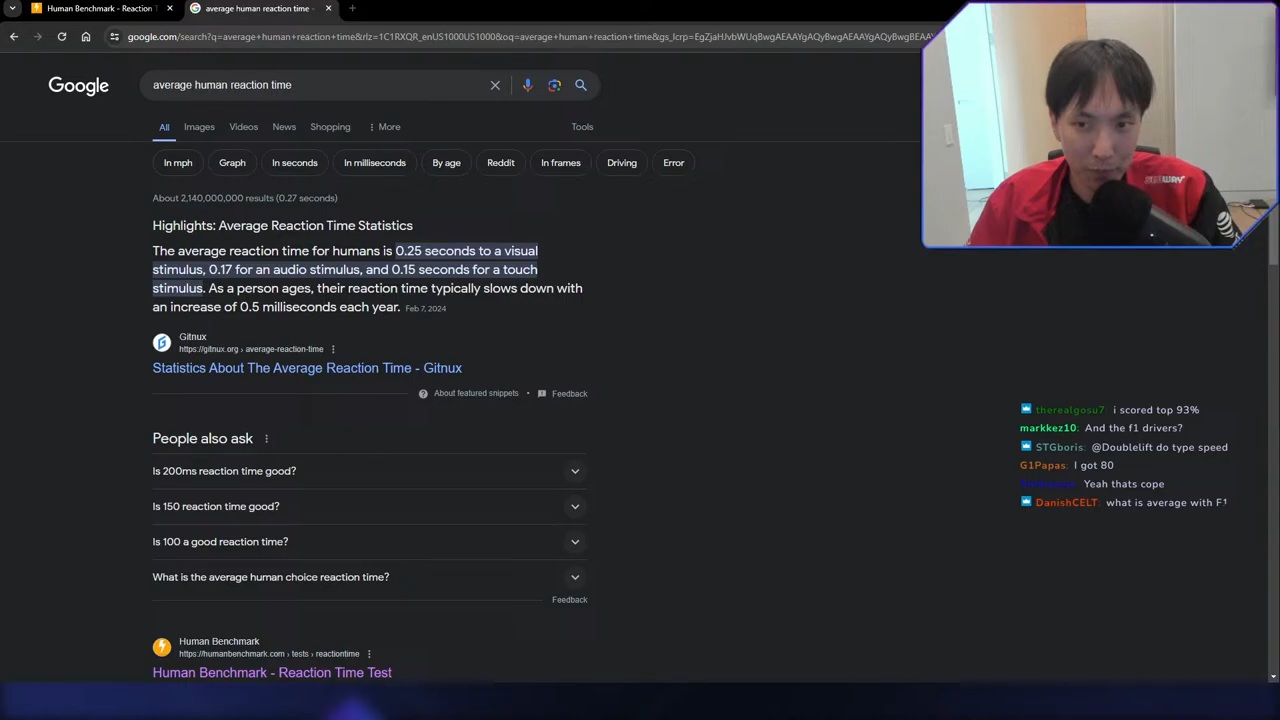 Human Benchmark - Reaction T
average human reaction time -
google.com/search?q=average+human+reaction+time&rlz=1C1RXQR_enUS1000US1000&oq=average+human+reaction+time&gs_lcrp=EgZjaHJvbWUqBwgAEAAYgAQyBwgAEAAYgAQyBwgBEAAYgAQy
Google
average human reaction time
All
Images
Videos
News
Shopping
More
Tools
In mph
Graph
In seconds
In milliseconds
By age
Reddit
In frames
Driving
Error
About 2,140,000,000 results (0.27 seconds)
Highlights: Average Reaction Time Statistics
The average reaction time for humans is 0.25 seconds to a visual
stimulus, 0.17 for an audio stimulus, and 0.15 seconds for a touch
stimulus. As a person ages, their reaction time typically slows down with
an increase of 0.5 milliseconds each year. Feb 7, 2024
Gitnux
https://gitnux.org › average-reaction-time
Statistics About The Average Reaction Time - Gitnux
About featured snippets • Feedback
People also ask
Is 200ms reaction time good?
Is 150 reaction time good?
Is 100 a good reaction time?
What is the average human choice reaction time?
Feedback
Human Benchmark
https://humanbenchmark.com › tests › reactiontime
Human Benchmark - Reaction Time Test
SUBWAY
therealgosu7: i scored top 93%
markkez10: And the f1 drivers?
STGboris: @Doublelift do type speed
G1Papas: I got 80
Yeah thats cope
DanishCELT: what is average with F1